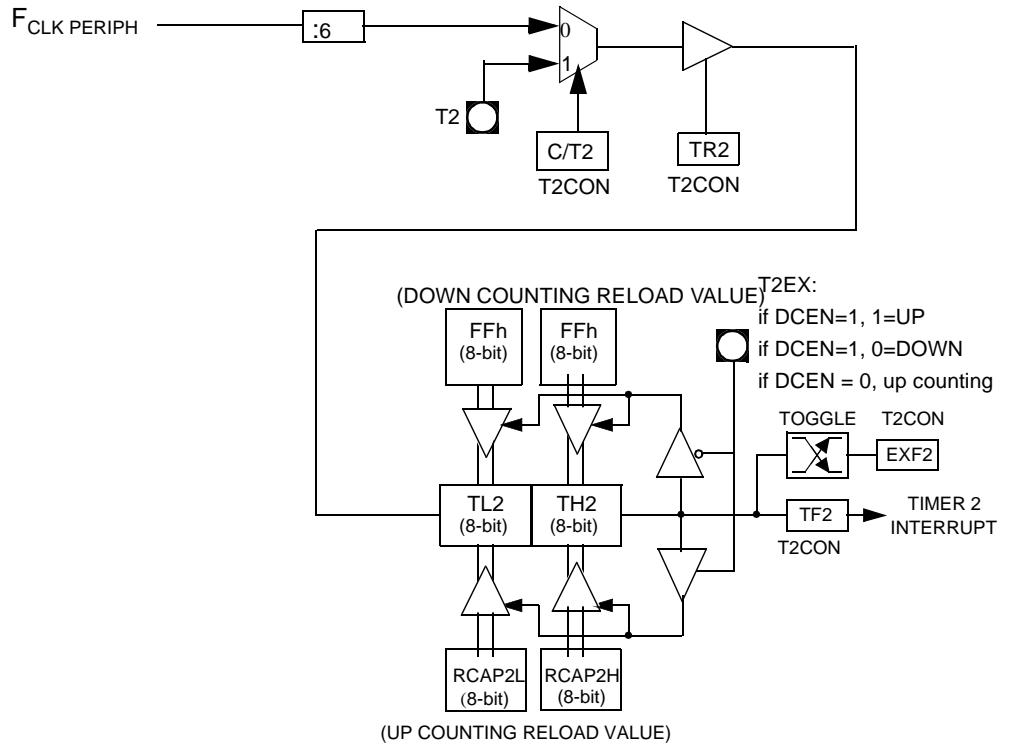 FCLK PERIPH
:6
0
1
T2
C/T2
T2CON
TR2
T2CON
T2EX:
(DOWN COUNTING RELOAD VALUE)
if DCEN=1, 1=UP
if DCEN=1, 0=DOWN
if DCEN = 0, up counting
FFh
(8-bit)
FFh
(8-bit)
TOGGLE
T2CON
EXF2
TL2
(8-bit)
TH2
(8-bit)
TF2
T2CON
TIMER 2
INTERRUPT
RCAP2L
(8-bit)
RCAP2H
(8-bit)
(UP COUNTING RELOAD VALUE)